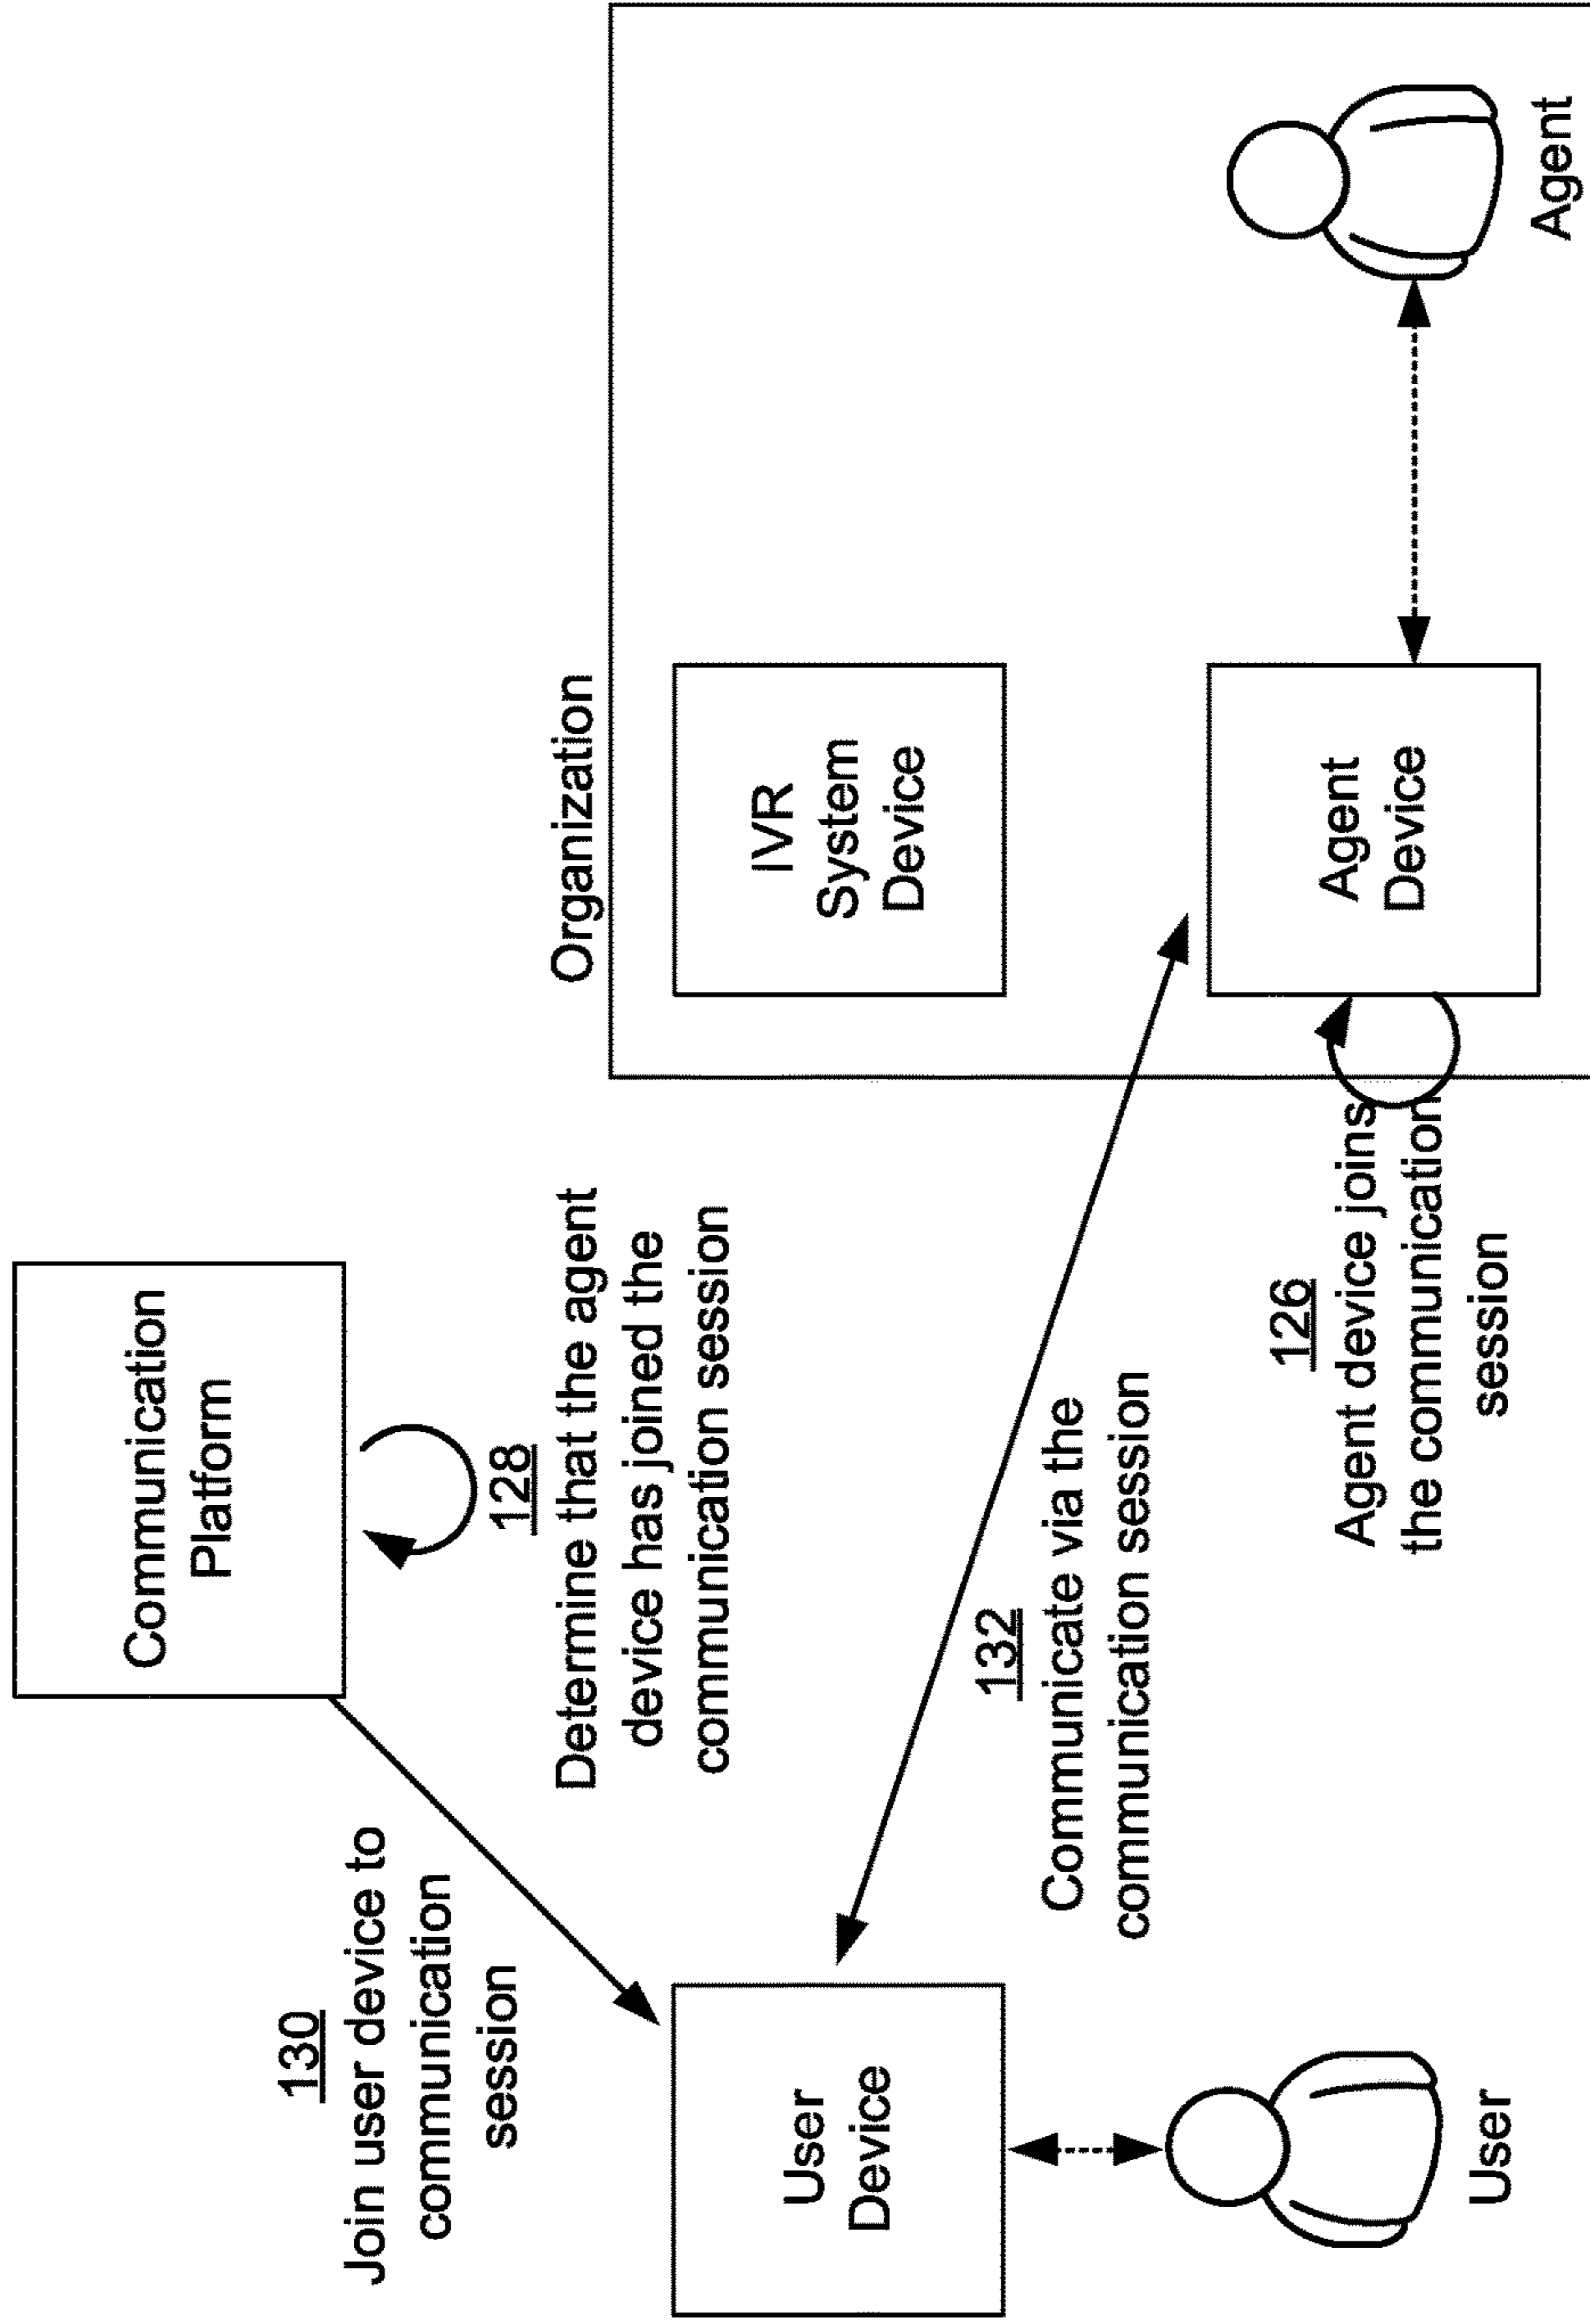 Communication
Platform
130
Join user device to
communication
session
128
Determine that the agent
device has joined the
communication session
Organization
User
Device
IVR
System
Device
132
Communicate via the
communication session
126
Agent device joins
the communication
session
Agent
Device
User
Agent